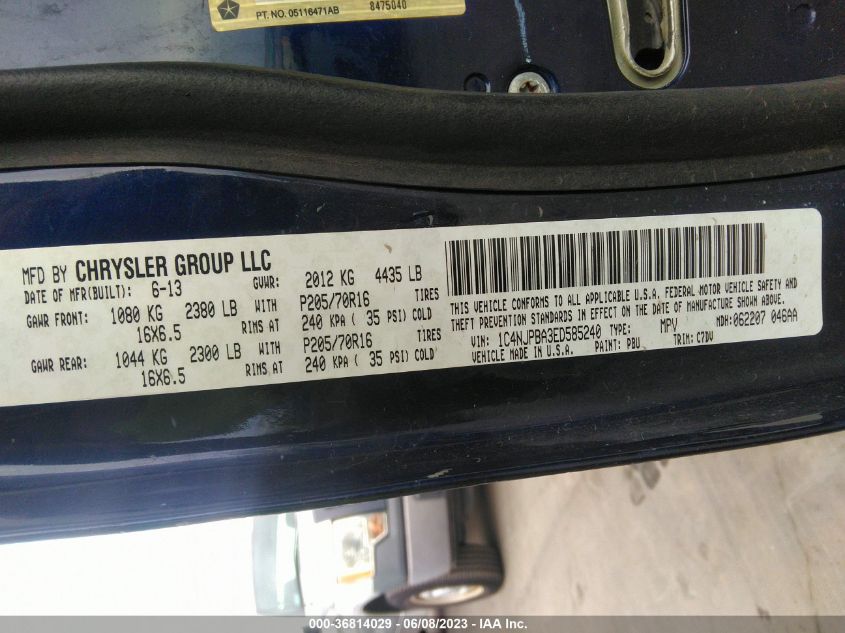 PT. NO. 05116471AB 8475040
MFD BY CHRYSLER GROUP LLC
DATE OF MFR(BUILT): 6-13 GVWR: 2012 KG 4435 LB
GAWR FRONT: 1080 KG 2380 LB WITH P205/70R16 TIRES
16X6.5 RIMS AT 240 KPA ( 35 PSI) COLD
GAWR REAR: 1044 KG 2300 LB WITH P205/70R16 TIRES
16X6.5 RIMS AT 240 KPA ( 35 PSI) COLD
THIS VEHICLE CONFORMS TO ALL APPLICABLE U.S.A. FEDERAL MOTOR VEHICLE SAFETY AND
THEFT PREVENTION STANDARDS IN EFFECT ON THE DATE OF MANUFACTURE SHOWN ABOVE.
VIN: 1C4NJPBA3ED585240 TYPE: MPV MDH: 062207 046AA
VEHICLE MADE IN U.S.A. PAINT: PBU TRIM: C7DV
000-36814029 - 06/08/2023 - IAA Inc.